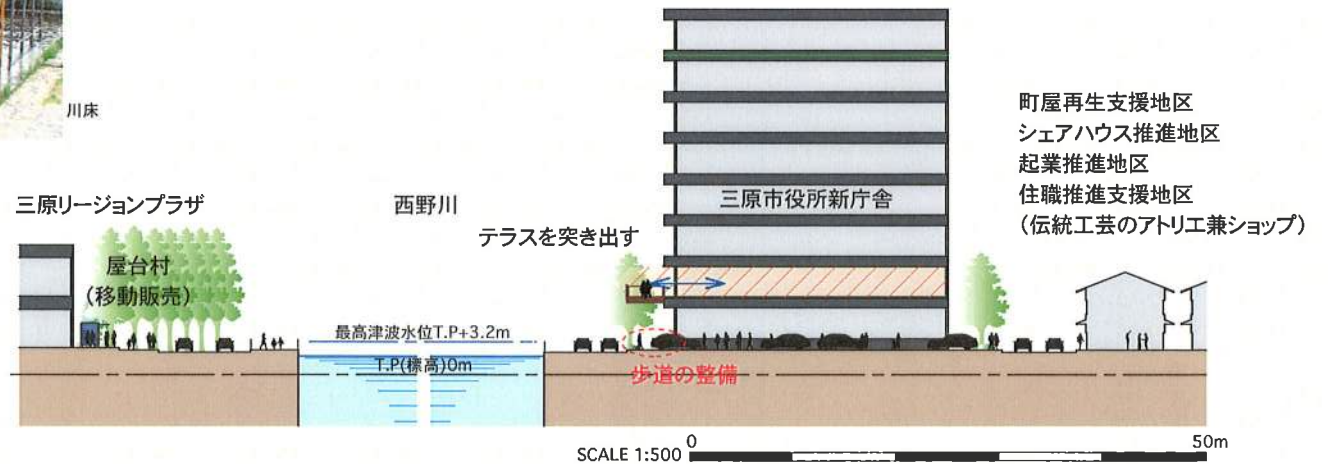 川床
町屋再生支援地区
シェアハウス推進地区
起業推進地区
住職推進支援地区
（伝統工芸のアトリエ兼ショップ）
三原リージョンプラザ
西野川
三原市役所新庁舎
テラスを突き出す
屋台村
（移動販売）
最高津波水位T.P+3.2m
T.P(標高)0m
歩道の整備
SCALE 1:500
0
50m